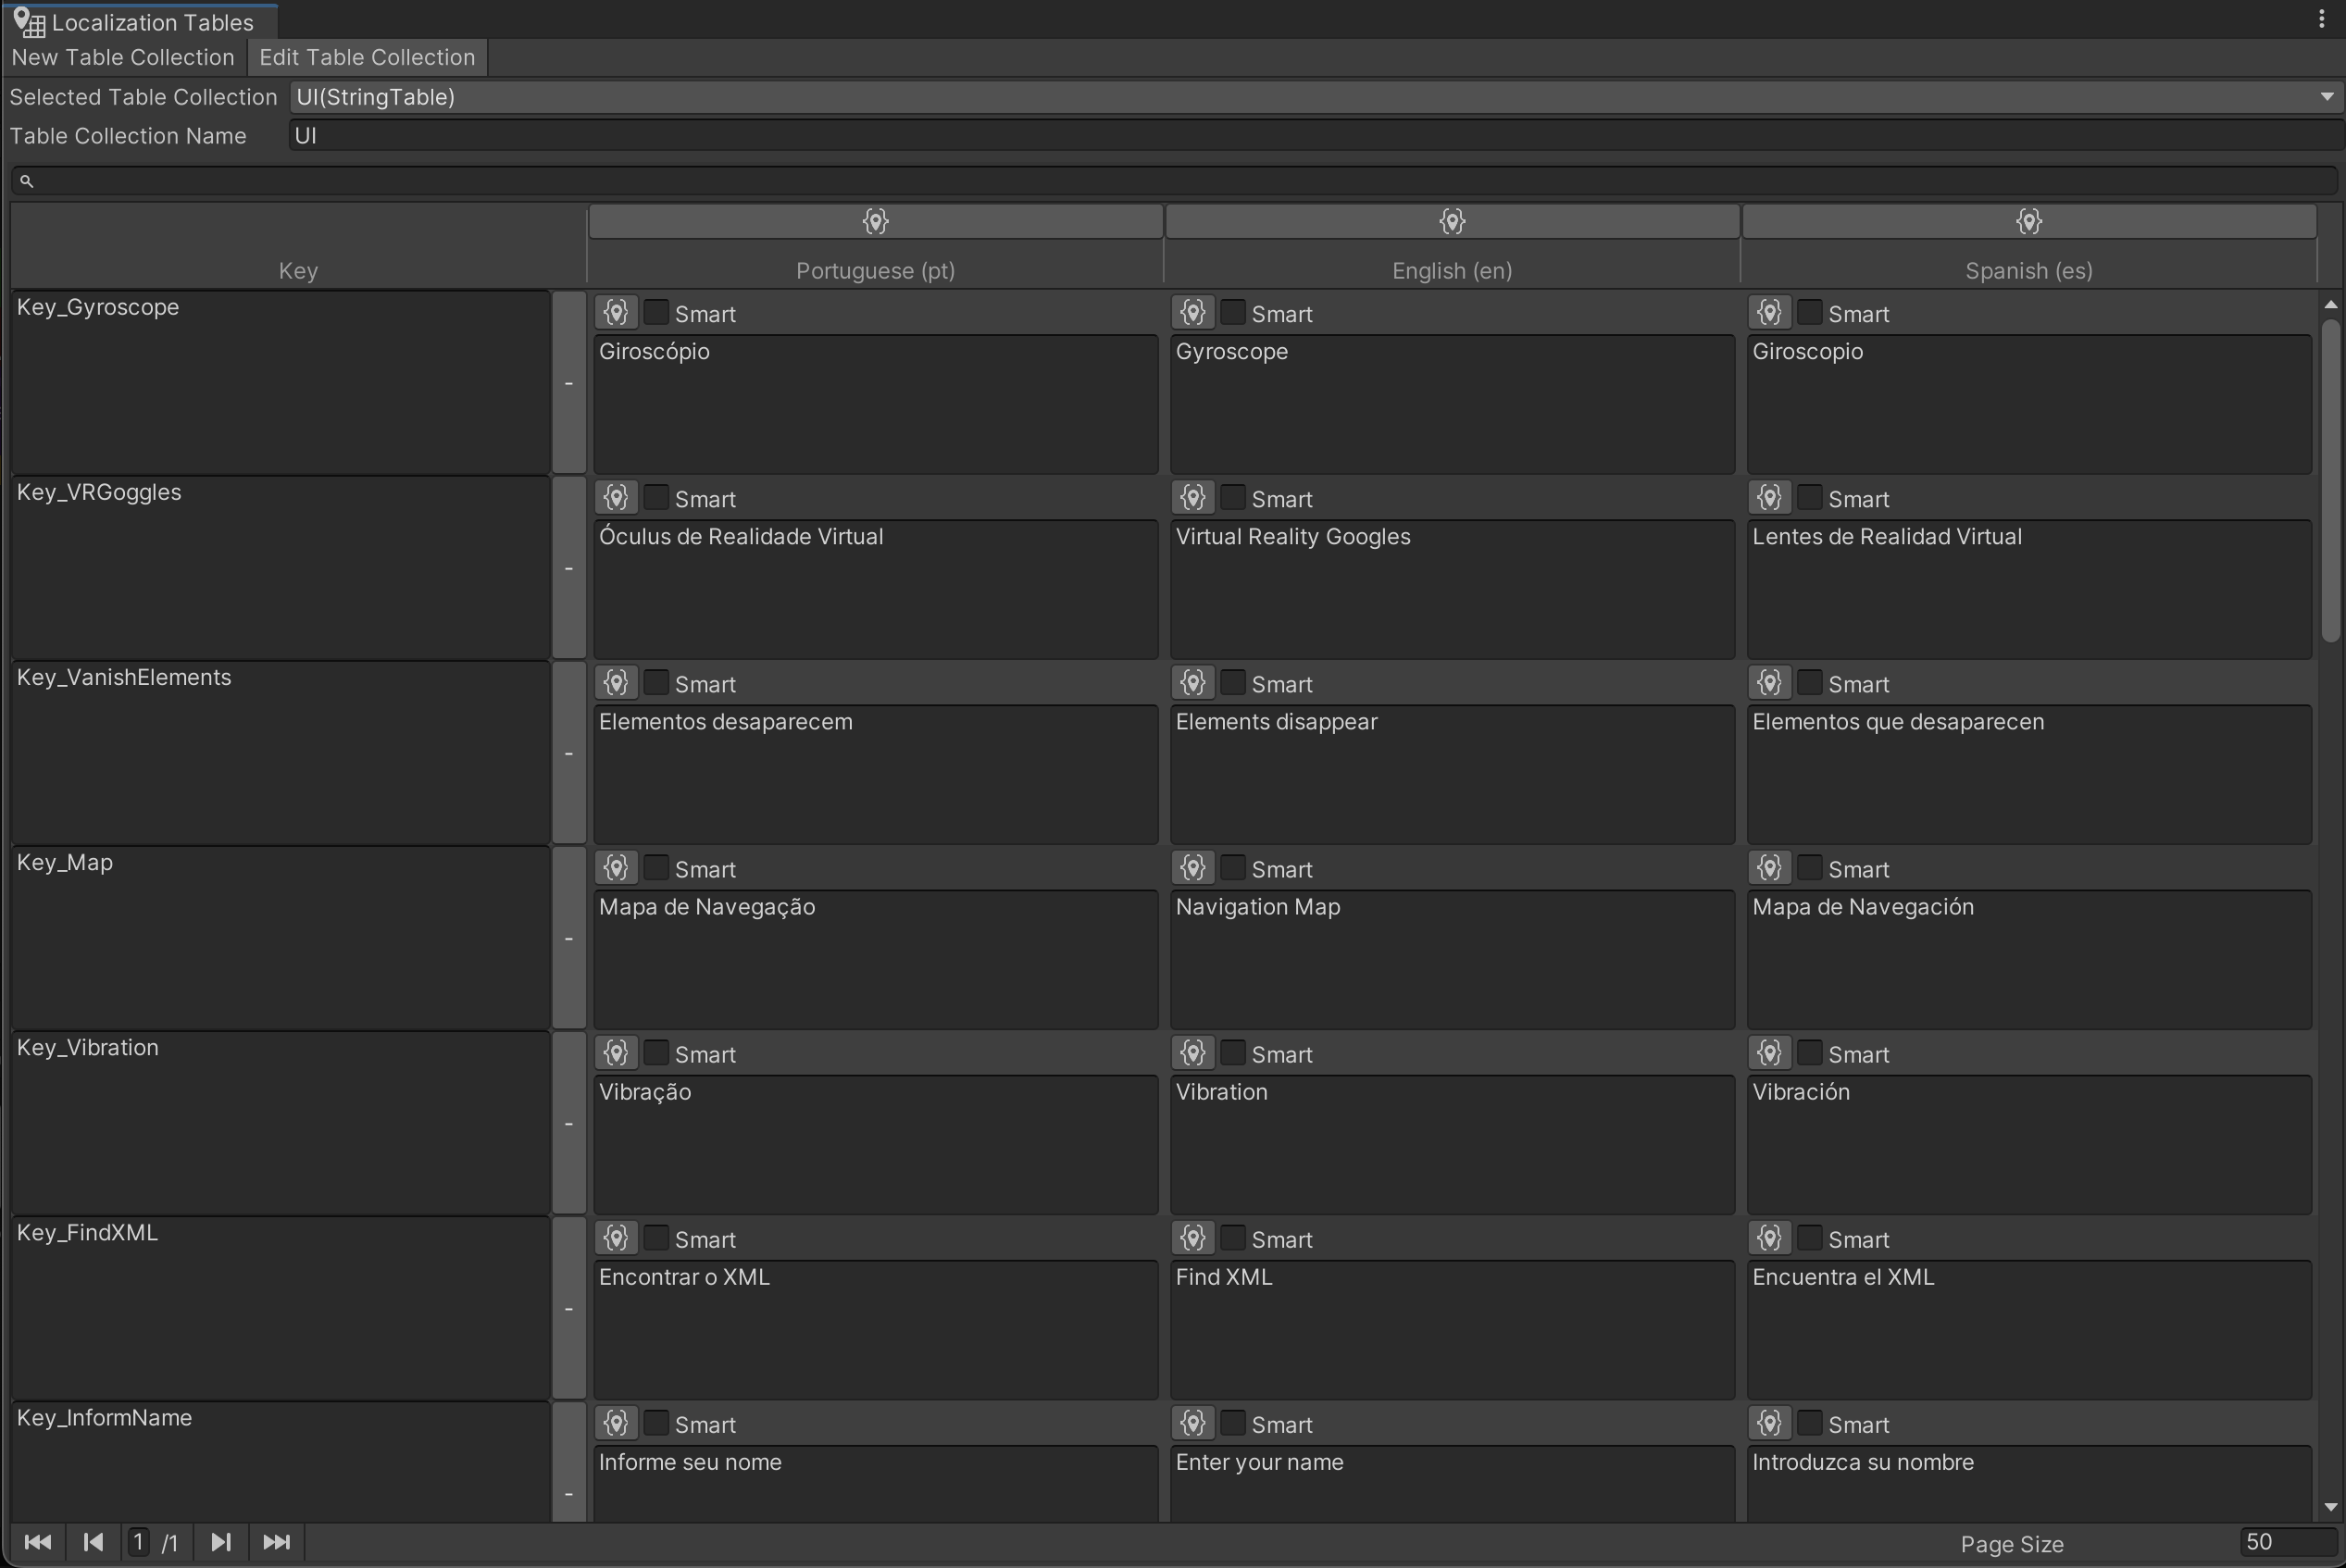 Localization Tables
New Table Collection Edit Table Collection
Selected Table Collection UI(StringTable)
Table Collection Name UI
Key Portuguese (pt) English (en) Spanish (es)
Key_Gyroscope Smart Smart Smart
- Giroscópio Gyroscope Giroscopio
Key_VRGoggles Smart Smart Smart
- Óculus de Realidade Virtual Virtual Reality Googles Lentes de Realidad Virtual
Key_VanishElements Smart Smart Smart
- Elementos desaparecem Elements disappear Elementos que desaparecen
Key_Map Smart Smart Smart
- Mapa de Navegação Navigation Map Mapa de Navegación
Key_Vibration Smart Smart Smart
- Vibração Vibration Vibración
Key_FindXML Smart Smart Smart
- Encontrar o XML Find XML Encuentra el XML
Key_InformName Smart Smart Smart
- Informe seu nome Enter your name Introduzca su nombre
1 /1 Page Size 50